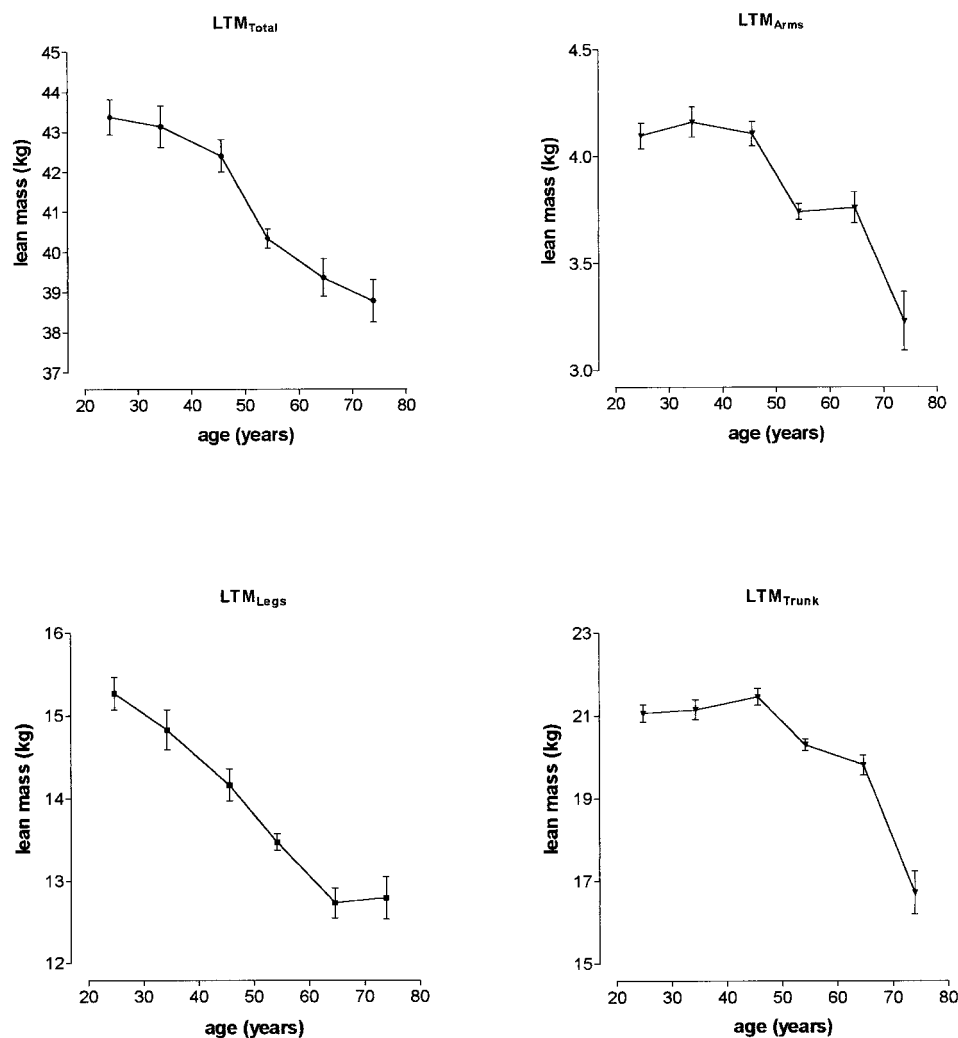 LTMTotal
45
44
43
42
41
40
39
38
37
lean mass (kg)
20 30 40 50 60 70 80
age (years)
LTMArms
4.5
4.0
3.5
3.0
lean mass (kg)
20 30 40 50 60 70 80
age (years)
LTMLegs
16
15
14
13
12
lean mass (kg)
20 30 40 50 60 70 80
age (years)
LTMTrunk
23
21
19
17
15
lean mass (kg)
20 30 40 50 60 70 80
age (years)